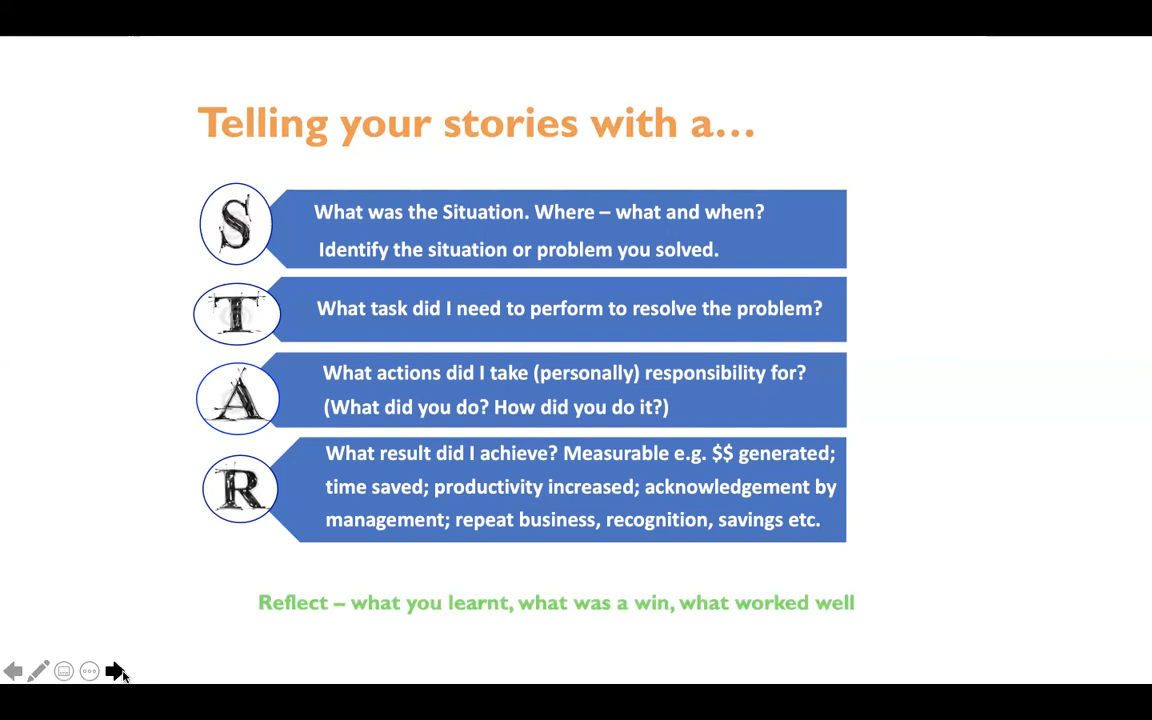 Telling your stories with a...
S
What was the Situation. Where – what and when?
Identify the situation or problem you solved.
T
What task did I need to perform to resolve the problem?
A
What actions did I take (personally) responsibility for?
(What did you do? How did you do it?)
R
What result did I achieve? Measurable e.g. $$ generated;
time saved; productivity increased; acknowledgement by
management; repeat business, recognition, savings etc.
Reflect – what you learnt, what was a win, what worked well